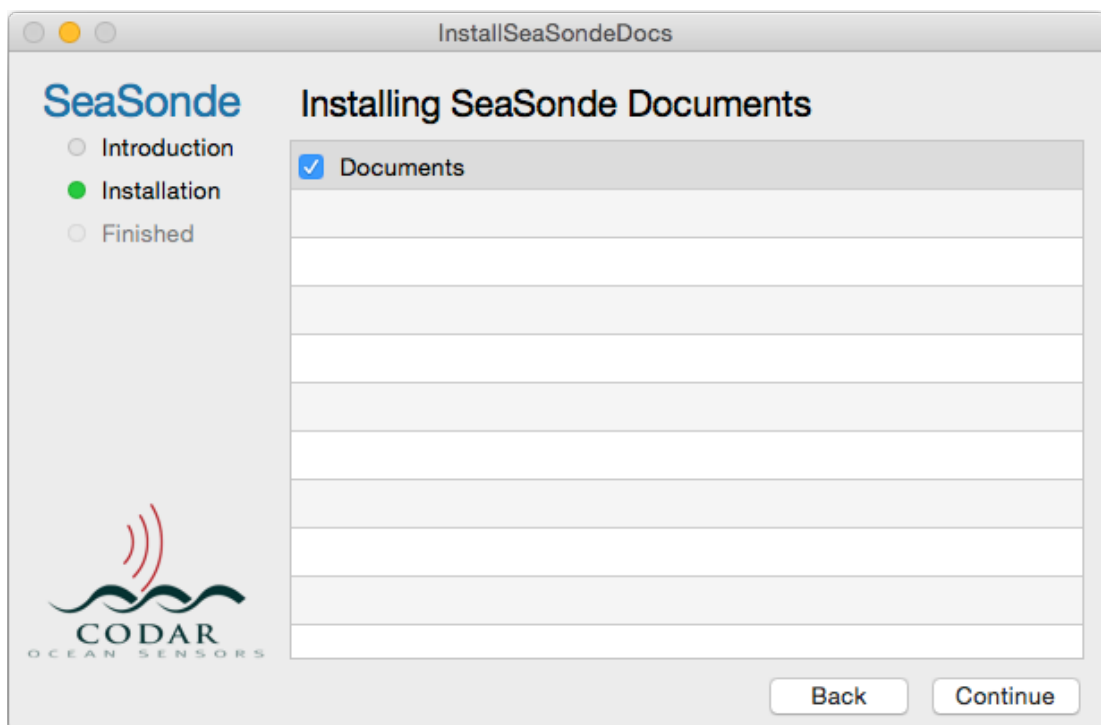 InstallSeaSondeDocs
SeaSonde
Introduction
Installation
Finished
Installing SeaSonde Documents
Documents
CODAR
OCEAN SENSORS
Back
Continue